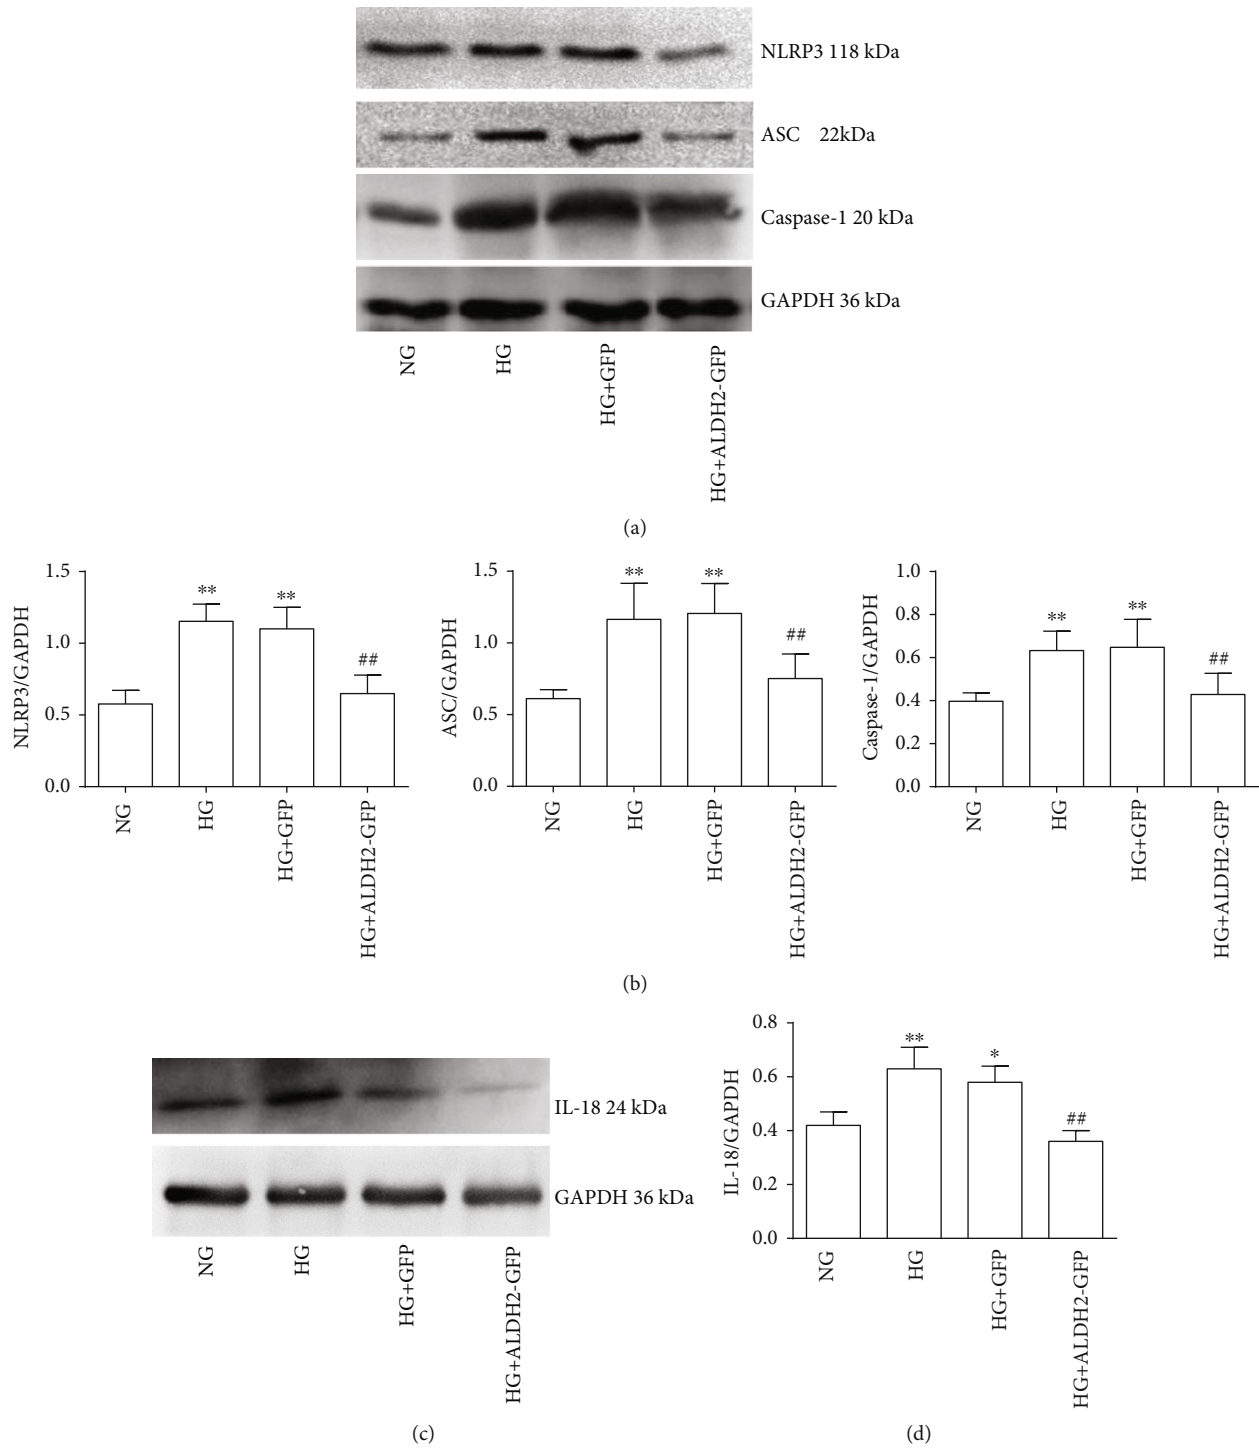 NLRP3 118 kDa
ASC 22kDa
Caspase-1 20 kDa
GAPDH 36 kDa
NG
HG
HG+GFP
HG+ALDH2-GFP
(a)
NLRP3/GAPDH
1.5
1.0
0.5
0.0
**
**
##
NG
HG
HG+GFP
HG+ALDH2-GFP
ASC/GAPDH
1.5
1.0
0.5
0.0
**
**
##
NG
HG
HG+GFP
HG+ALDH2-GFP
Caspase-1/GAPDH
1.0
0.8
0.6
0.4
0.2
0.0
**
**
##
NG
HG
HG+GFP
HG+ALDH2-GFP
(b)
IL-18 24 kDa
GAPDH 36 kDa
NG
HG
HG+GFP
HG+ALDH2-GFP
(c)
IL-18/GAPDH
0.8
0.6
0.4
0.2
0.0
**
*
##
NG
HG
HG+GFP
HG+ALDH2-GFP
(d)